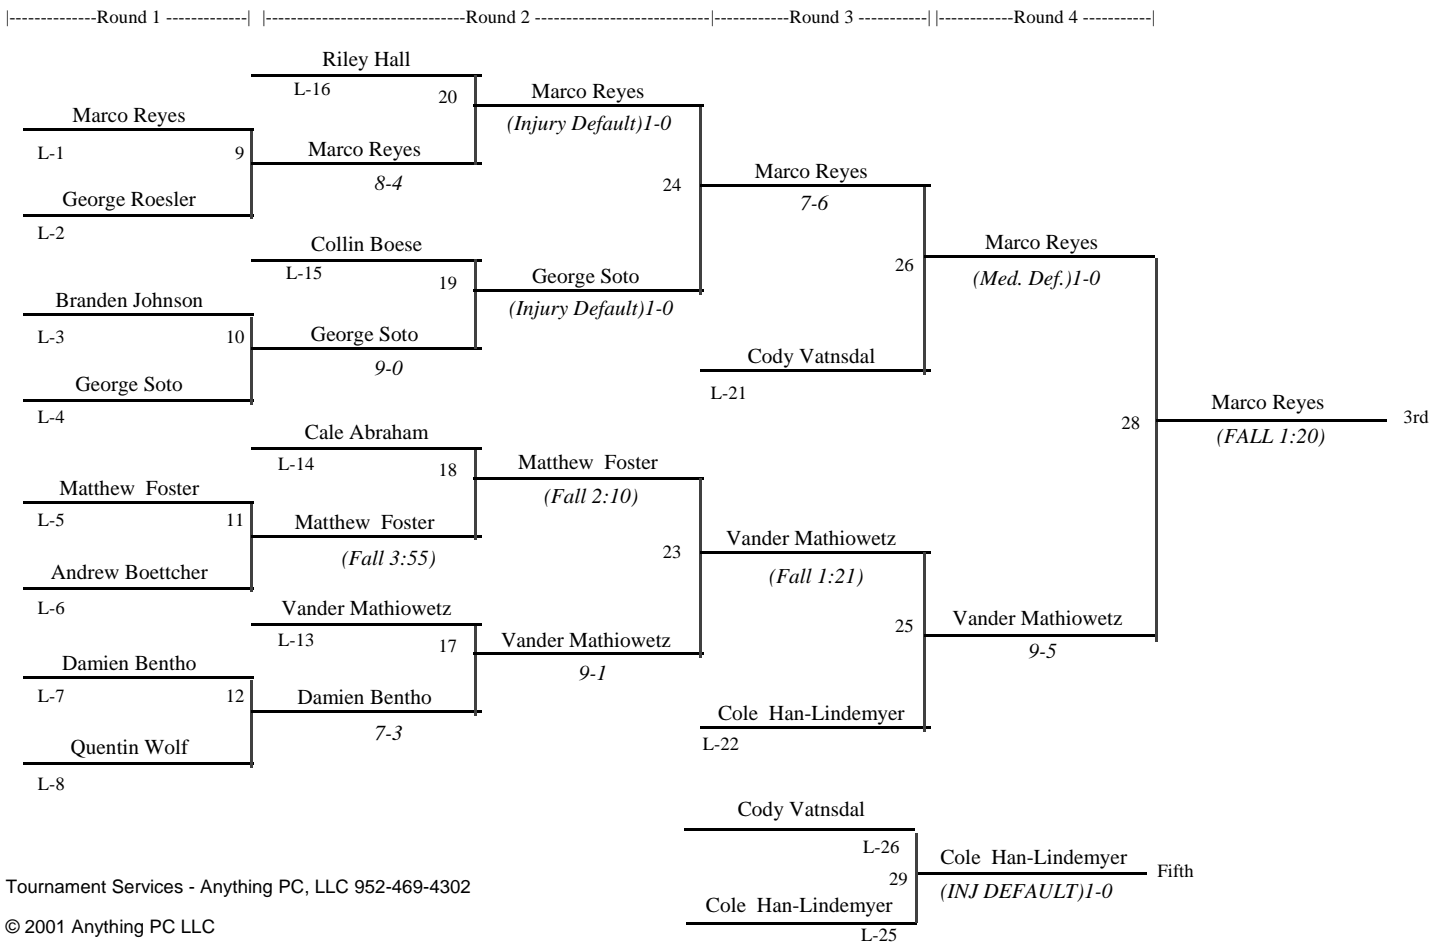 |--------------Round 1 -------------| |--------------------------------Round 2 ----------------------------|------------Round 3 -----------| |------------Round 4 -----------|
Riley Hall
L-16
20
Marco Reyes
(Injury Default)1-0
Marco Reyes
L-1
9
Marco Reyes
8-4
George Roesler
L-2
24
Marco Reyes
7-6
Collin Boese
L-15
19
George Soto
(Injury Default)1-0
Branden Johnson
L-3
10
George Soto
9-0
George Soto
L-4
26
Marco Reyes
(Med. Def.)1-0
Cody Vatnsdal
L-21
28
Marco Reyes
(FALL 1:20)
3rd
Cale Abraham
L-14
18
Matthew  Foster
(Fall 2:10)
Matthew  Foster
L-5
11
Matthew  Foster
(Fall 3:55)
Andrew Boettcher
L-6
23
Vander Mathiowetz
(Fall 1:21)
Vander Mathiowetz
L-13
17
Vander Mathiowetz
9-1
Damien Bentho
L-7
12
Damien Bentho
7-3
Quentin Wolf
L-8
25
Vander Mathiowetz
9-5
Cole  Han-Lindemyer
L-22
Cody Vatnsdal
L-26
29
Cole  Han-Lindemyer
(INJ DEFAULT)1-0
Fifth
Cole  Han-Lindemyer
L-25
Tournament Services - Anything PC, LLC 952-469-4302
© 2001 Anything PC LLC